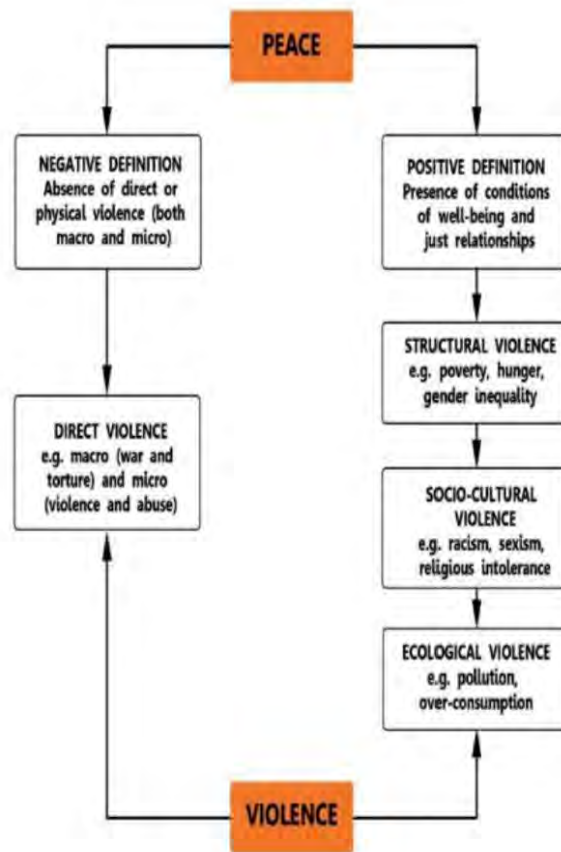 PEACE
NEGATIVE DEFINITION
Absence of direct or
physical violence (both
macro and micro)
POSITIVE DEFINITION
Presence of conditions
of well-being and
just relationships
STRUCTURAL VIOLENCE
e.g. poverty, hunger,
gender inequality
DIRECT VIOLENCE
e.g. macro (war and
torture) and micro
(violence and abuse)
SOCIO-CULTURAL
VIOLENCE
e.g. racism, sexism,
religious intolerance
ECOLOGICAL VIOLENCE
e.g. pollution,
over-consumption
VIOLENCE